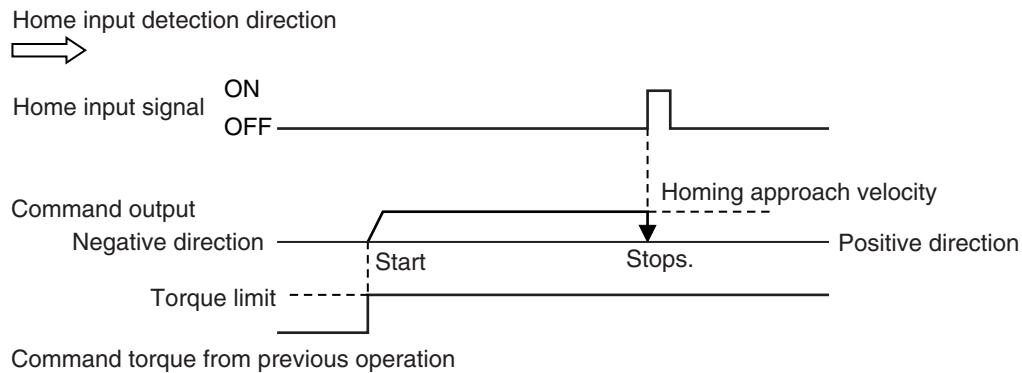 Home input detection direction
Home input signal
ON
OFF
Homing approach velocity
Command output
Negative direction
Positive direction
Start
Stops.
Torque limit
Command torque from previous operation